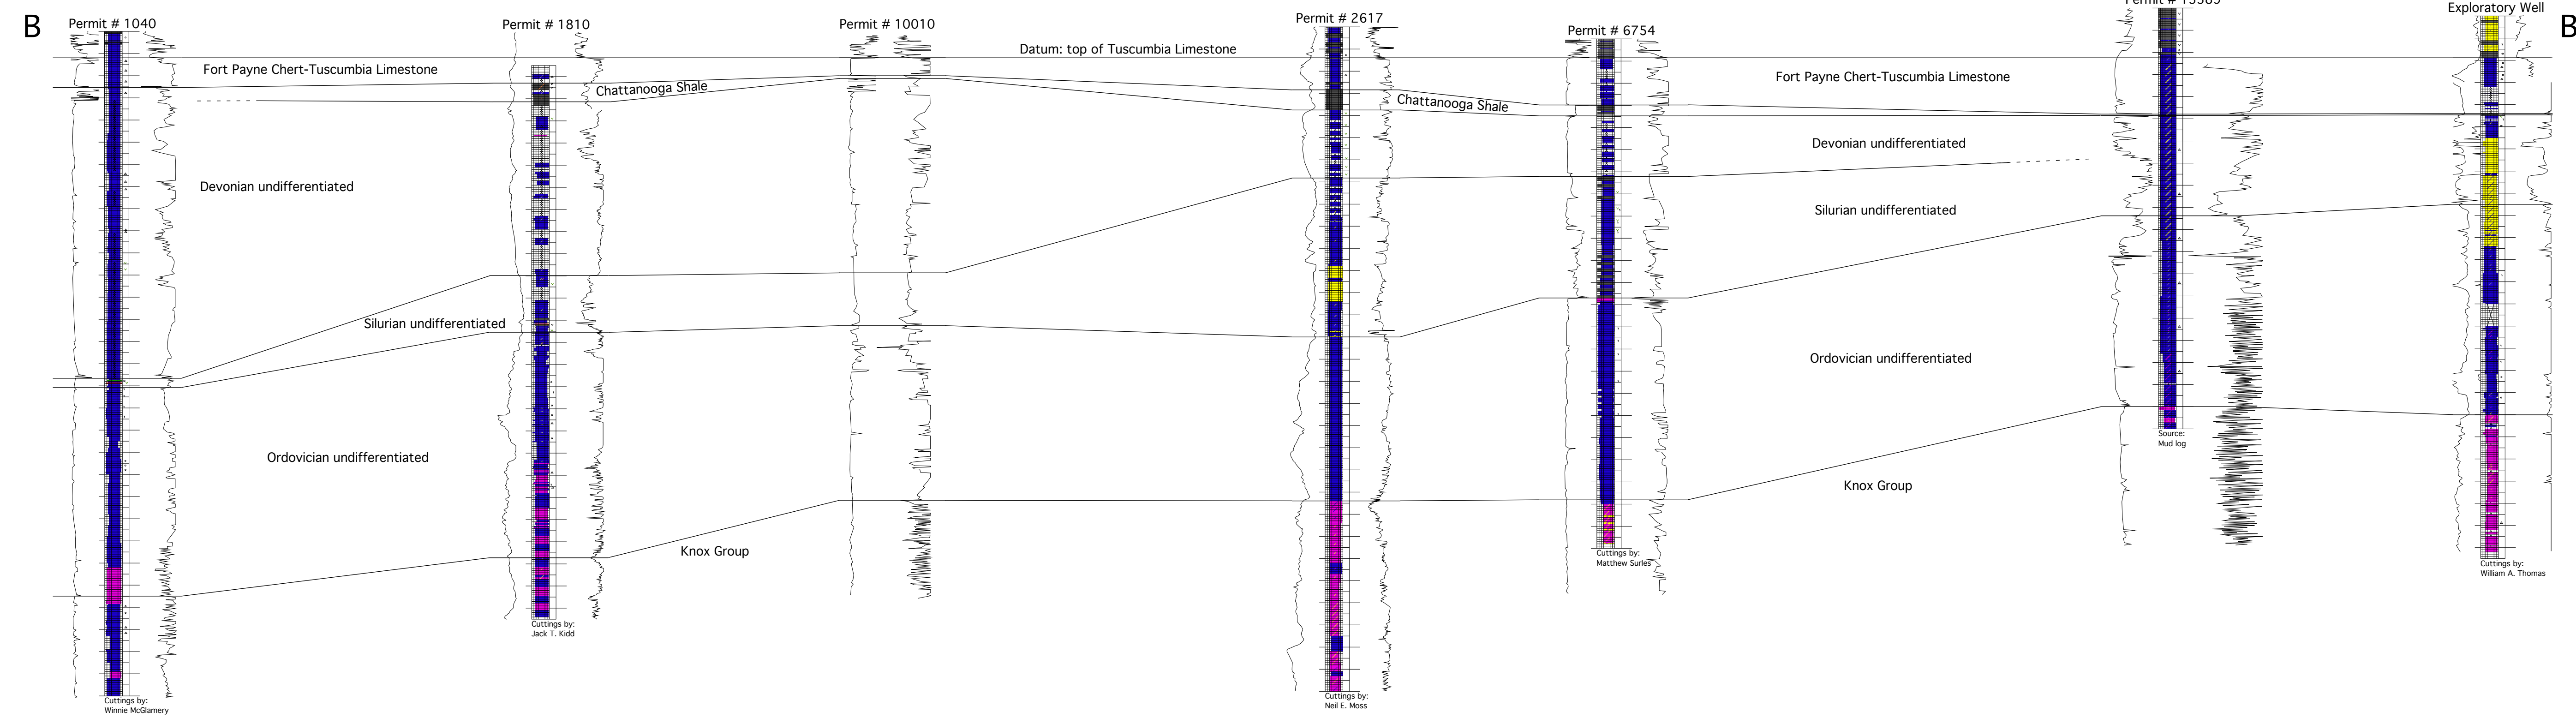 B
Permit # 1040
Permit # 1810
Permit # 10010
Permit # 2617
Permit # 6754
Permit #
Exploratory Well
B
Datum: top of Tuscumbia Limestone
Fort Payne Chert-Tuscumbia Limestone
Fort Payne Chert-Tuscumbia Limestone
Chattanooga Shale
Chattanooga Shale
Devonian undifferentiated
Devonian undifferentiated
Silurian undifferentiated
Silurian undifferentiated
Ordovician undifferentiated
Ordovician undifferentiated
Knox Group
Knox Group
Source:
Mud log
Cuttings by:
Matthew Surles
Cuttings by:
William A. Thomas
Cuttings by:
Jack T. Kidd
Cuttings by:
Neil E. Moss
Cuttings by:
Winnie McGlamery